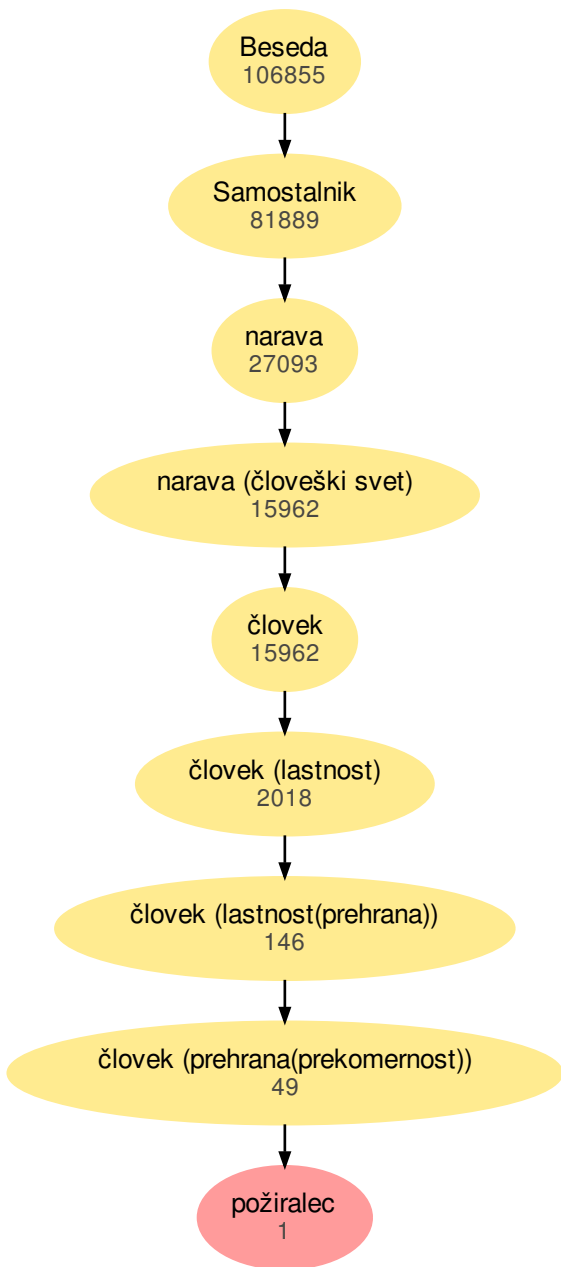 Beseda
106855
Samostalnik
81889
narava
27093
narava (človeški svet)
15962
človek
15962
človek (lastnost)
2018
človek (lastnost(prehrana))
146
človek (prehrana(prekomernost))
49
požiralec
1